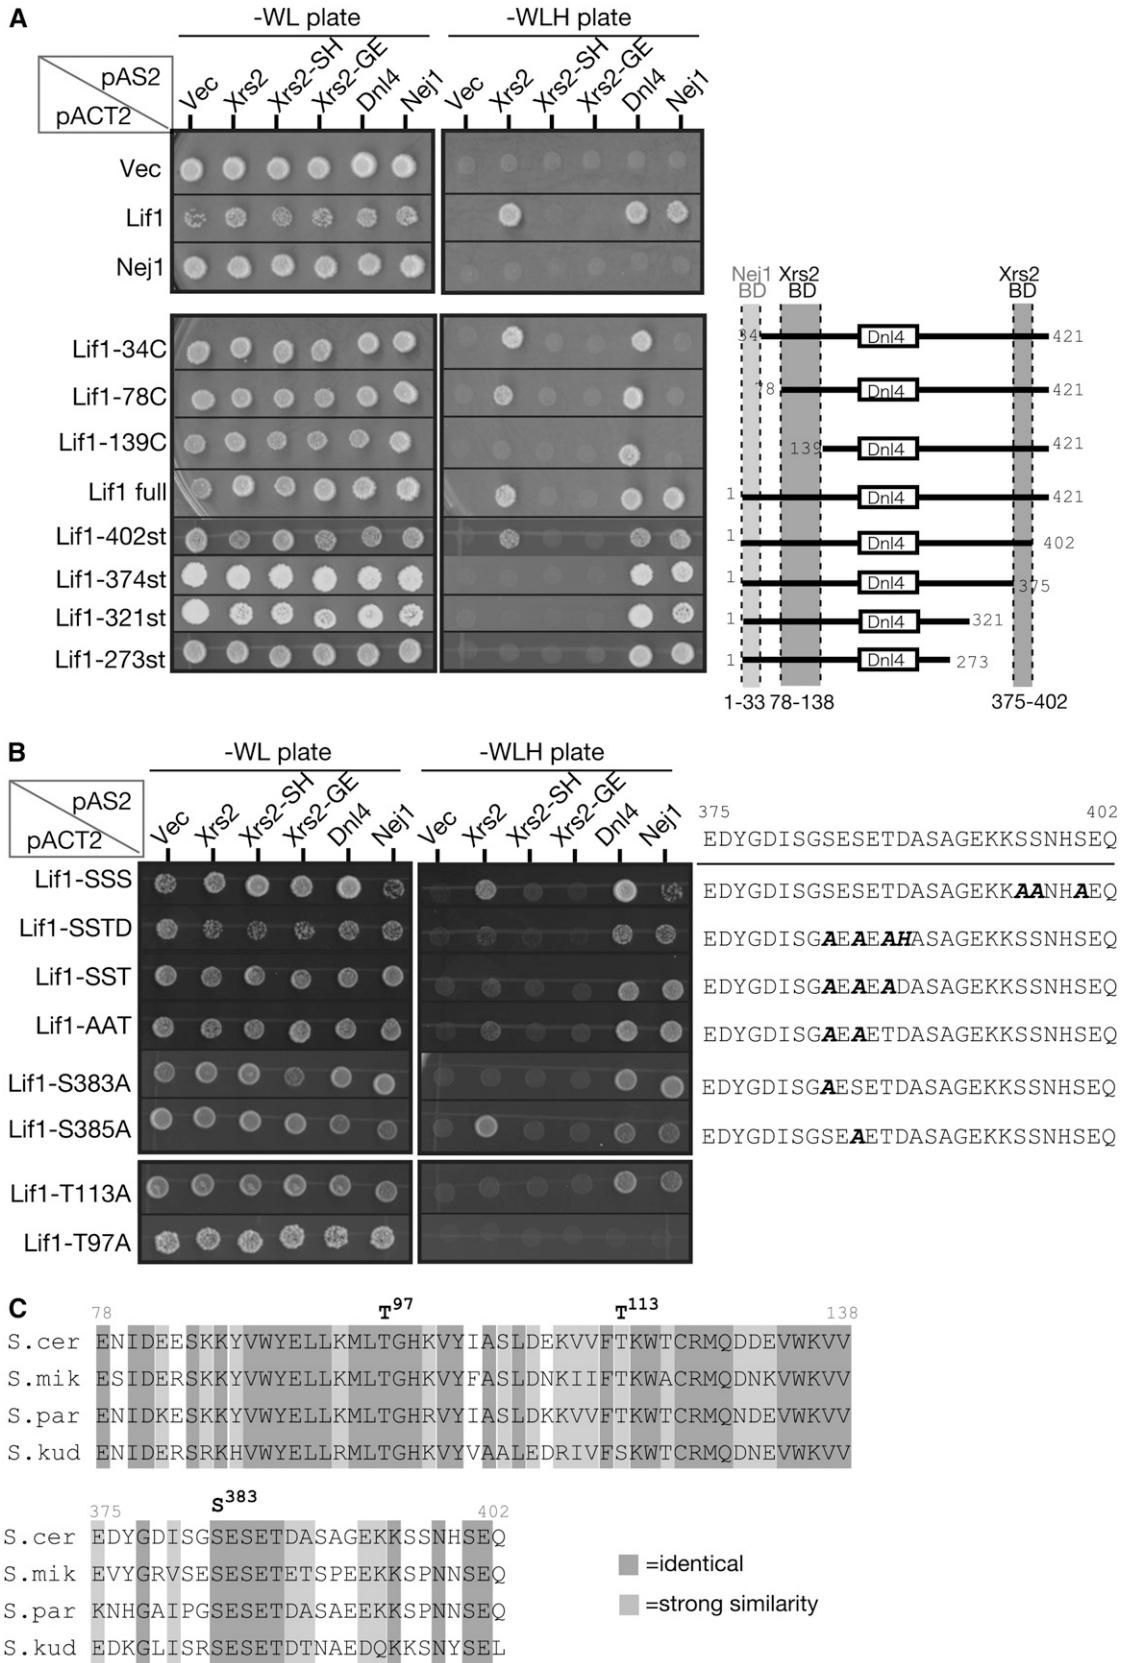 A
-WL plate
-WLH plate
pAS2
pACT2
Vec Xrs2 Xrs2-SH Xrs2-GE Dnl4 Nej1
Vec Xrs2 Xrs2-SH Xrs2-GE Dnl4 Nej1
Vec
Lif1
Nej1
Nej1 BD
Xrs2 BD
Xrs2 BD
Lif1-34C
34 Dnl4 421
Lif1-78C
78 Dnl4 421
Lif1-139C
139 Dnl4 421
Lif1 full
1 Dnl4 421
Lif1-402st
1 Dnl4 402
Lif1-374st
1 Dnl4 375
Lif1-321st
1 Dnl4 321
Lif1-273st
1 Dnl4 273
1-33 78-138 375-402
B
-WL plate
-WLH plate
pAS2
pACT2
Vec Xrs2 Xrs2-SH Xrs2-GE Dnl4 Nej1
Vec Xrs2 Xrs2-SH Xrs2-GE Dnl4 Nej1
375 402
EDYGDISGSESETDASAGEKKSSNHSEQ
Lif1-SSS
EDYGDISGSESETDASAGEKKAANHAEQ
Lif1-SSTD
EDYGDISGAEAEAHASAGEKKSSNHSEQ
Lif1-SST
EDYGDISGAEAEADASAGEKKSSNHSEQ
Lif1-AAT
EDYGDISGAEAETDASAGEKKSSNHSEQ
Lif1-S383A
EDYGDISGAESETDASAGEKKSSNHSEQ
Lif1-S385A
EDYGDISGSEAETDASAGEKKSSNHSEQ
Lif1-T113A
Lif1-T97A
C
78 T97 T113 138
S.cer ENIDEESKKYVWYELLKMLTGHKVYIASLDEKVVFTKWTCRMQDDEVWKVV
S.mik ESIDERSKKYVWYELLKMLTGHKVYFASLDNKIIFTKWACRMQDNKVWKVV
S.par ENIDKESKKYVWYELLKMLTGHRVYIASLDKKVVFTKWTCRMQNDEVWKVV
S.kud ENIDERSRKHVWYELLRMLTGHKVYVAALEDRIVFSKWTCRMQDNEVWKVV
375 S383 402
S.cer EDYGDISGSESETDASAGEKKSSNHSEQ
S.mik EVYGRVSESESETETSPEEKKSPNNSEQ
S.par KNHGAIPGSESETDASAEEKKSPNNSEQ
S.kud EDKGLISRSESETDTNAEDQKKSNYSEL
=identical
=strong similarity